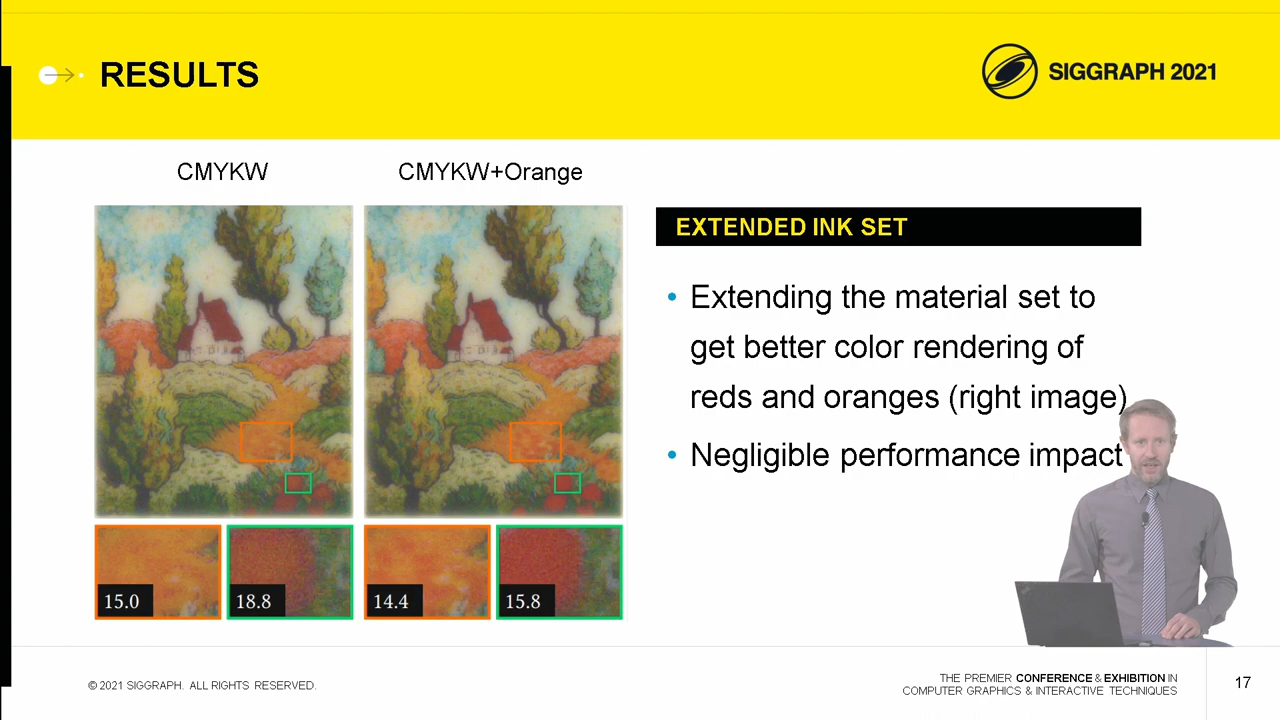 RESULTS
SIGGRAPH 2021
CMYKW
CMYKW+Orange
EXTENDED INK SET
• Extending the material set to
get better color rendering of
reds and oranges (right image)
• Negligible performance impact
15.0
18.8
14.4
15.8
© 2021 SIGGRAPH. ALL RIGHTS RESERVED.
THE PREMIER CONFERENCE & EXHIBITION IN
COMPUTER GRAPHICS & INTERACTIVE TECHNIQUES
17